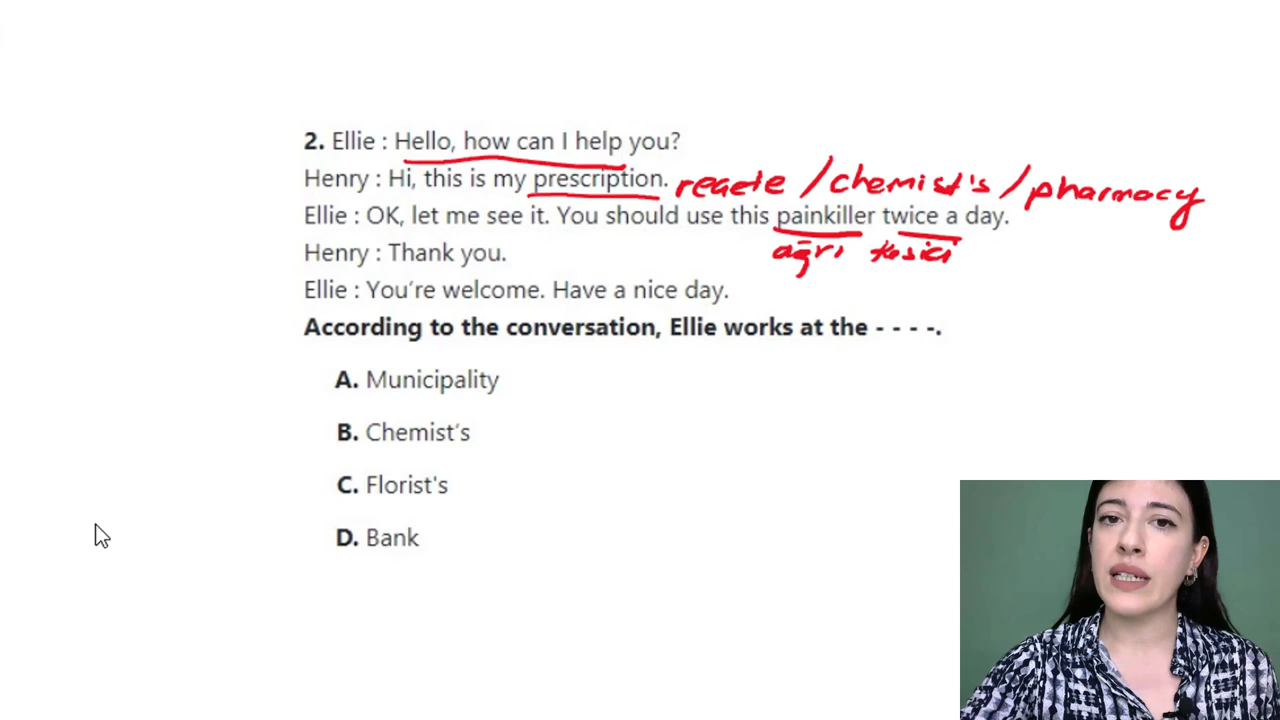 2. Ellie : Hello, how can I help you?
Henry : Hi, this is my prescription. reçete / chemist's / pharmacy
Ellie : OK, let me see it. You should use this painkiller twice a day.
ağrı kesici
Henry : Thank you.
Ellie : You're welcome. Have a nice day.
According to the conversation, Ellie works at the - - - -.
A. Municipality
B. Chemist's
C. Florist's
D. Bank